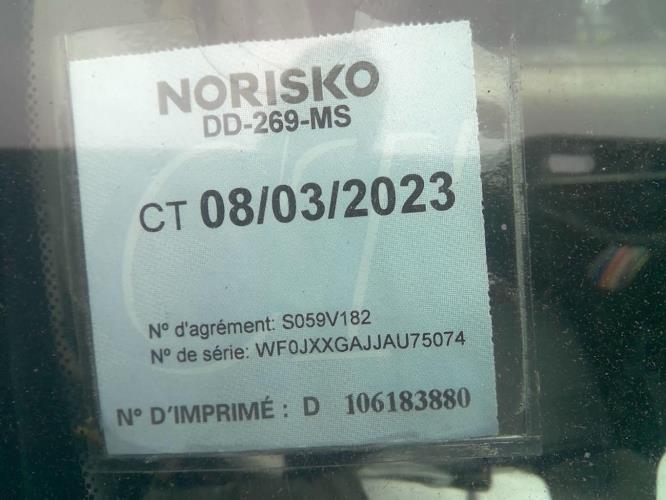 NORISKO
DD-269-MS
CT 08/03/2023
N° d'agrément: S059V182
N° de série: WF0JXXGAJJAU75074
N° D'IMPRIMÉ : D 106183880